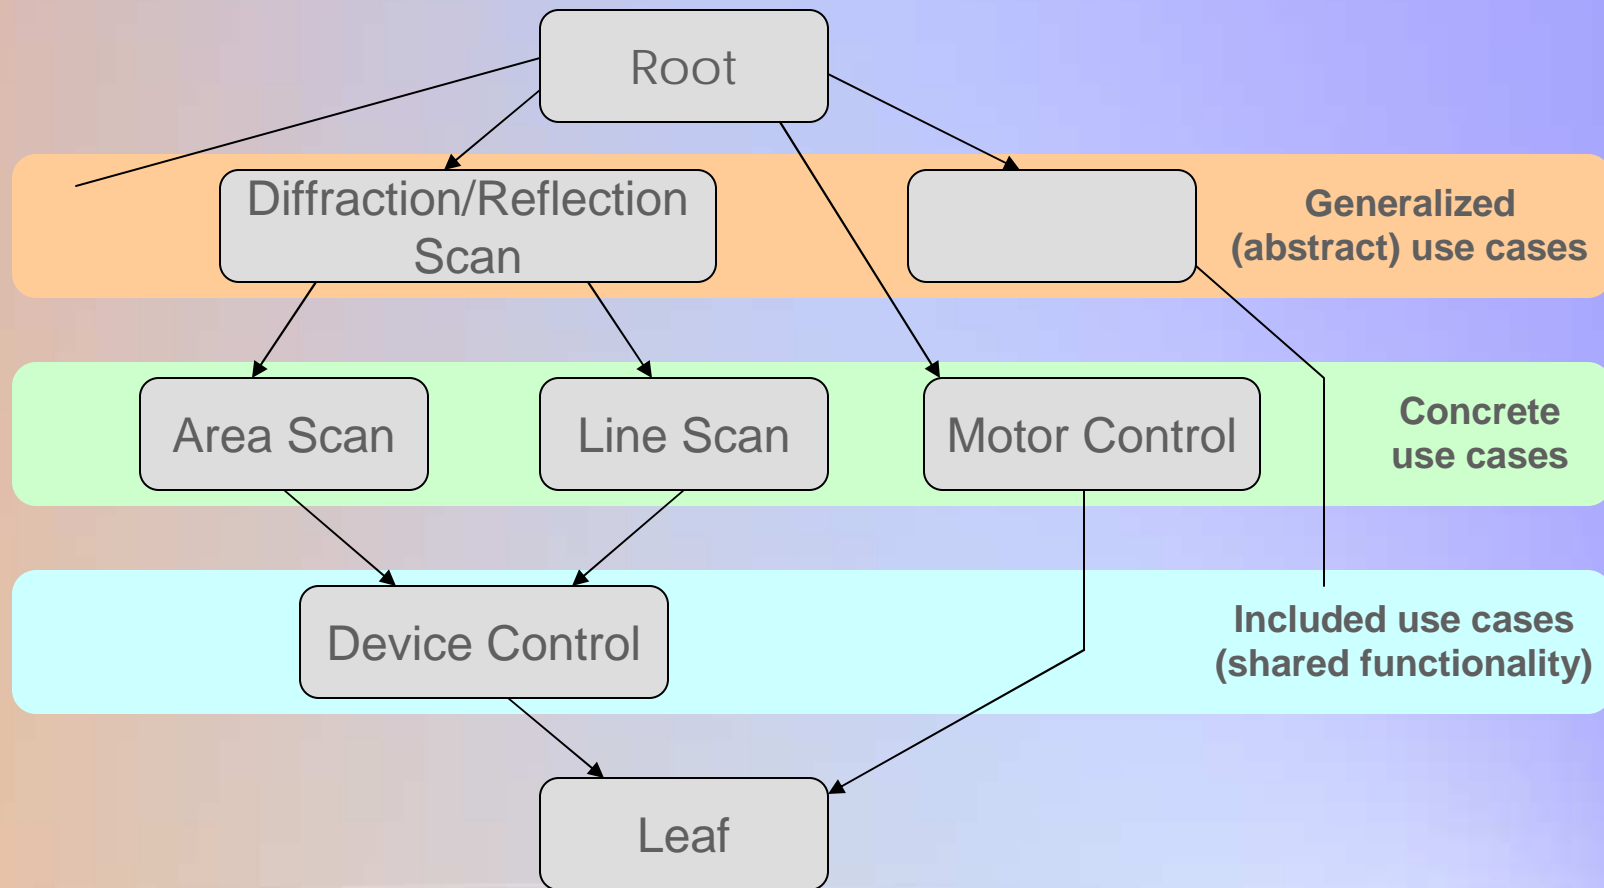 Root
Diffraction/Reflection
Scan
Generalized
(abstract) use cases
Area Scan
Line Scan
Motor Control
Concrete
use cases
Device Control
Included use cases
(shared functionality)
Leaf